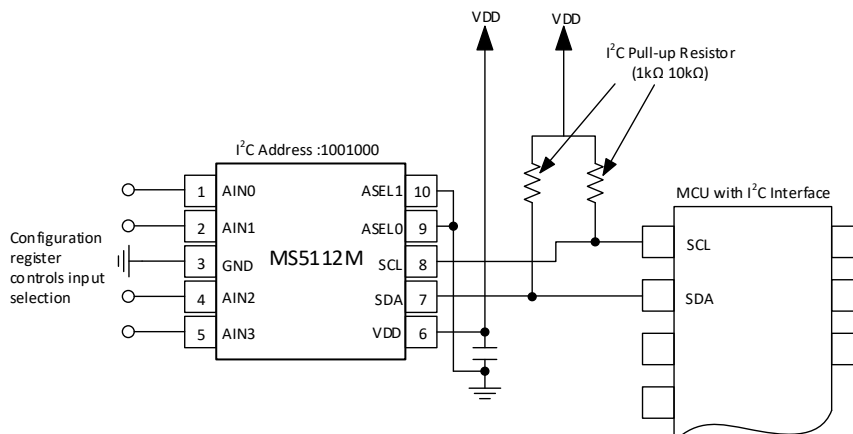 VDD
VDD
I²C Pull-up Resistor
(1kΩ 10kΩ)
I²C Address :1001000
MCU with I²C Interface
Configuration
register
controls input
selection
1 AIN0
2 AIN1
3 GND
4 AIN2
5 AIN3
MS5112M
ASEL1 10
ASEL0 9
SCL 8
SDA 7
VDD 6
SCL
SDA